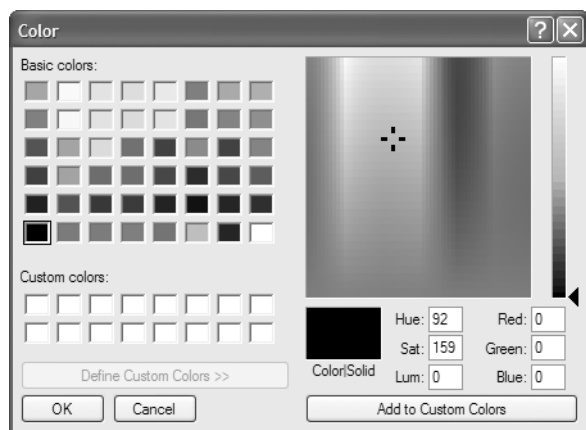 Color
Basic colors:
Custom colors:
Define Custom Colors >>
OK Cancel
Color|Solid
Hue: 92 Red: 0
Sat: 159 Green: 0
Lum: 0 Blue: 0
Add to Custom Colors